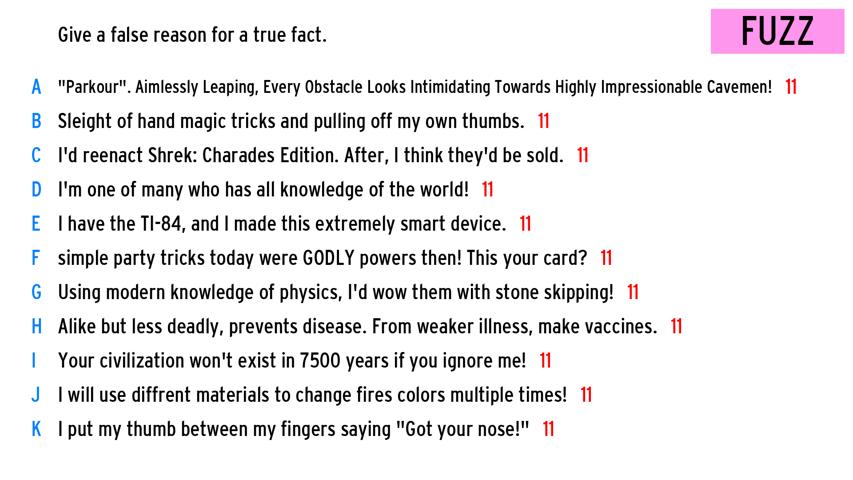 Give a false reason for a true fact.
FUZZ
A "Parkour". Aimlessly Leaping, Every Obstacle Looks Intimidating Towards Highly Impressionable Cavemen! 11
B Sleight of hand magic tricks and pulling off my own thumbs. 11
C I'd reenact Shrek: Charades Edition. After, I think they'd be sold. 11
D I'm one of many who has all knowledge of the world! 11
E I have the TI-84, and I made this extremely smart device. 11
F simple party tricks today were GODLY powers then! This your card? 11
G Using modern knowledge of physics, I'd wow them with stone skipping! 11
H Alike but less deadly, prevents disease. From weaker illness, make vaccines. 11
I Your civilization won't exist in 7500 years if you ignore me! 11
J I will use diffrent materials to change fires colors multiple times! 11
K I put my thumb between my fingers saying "Got your nose!" 11